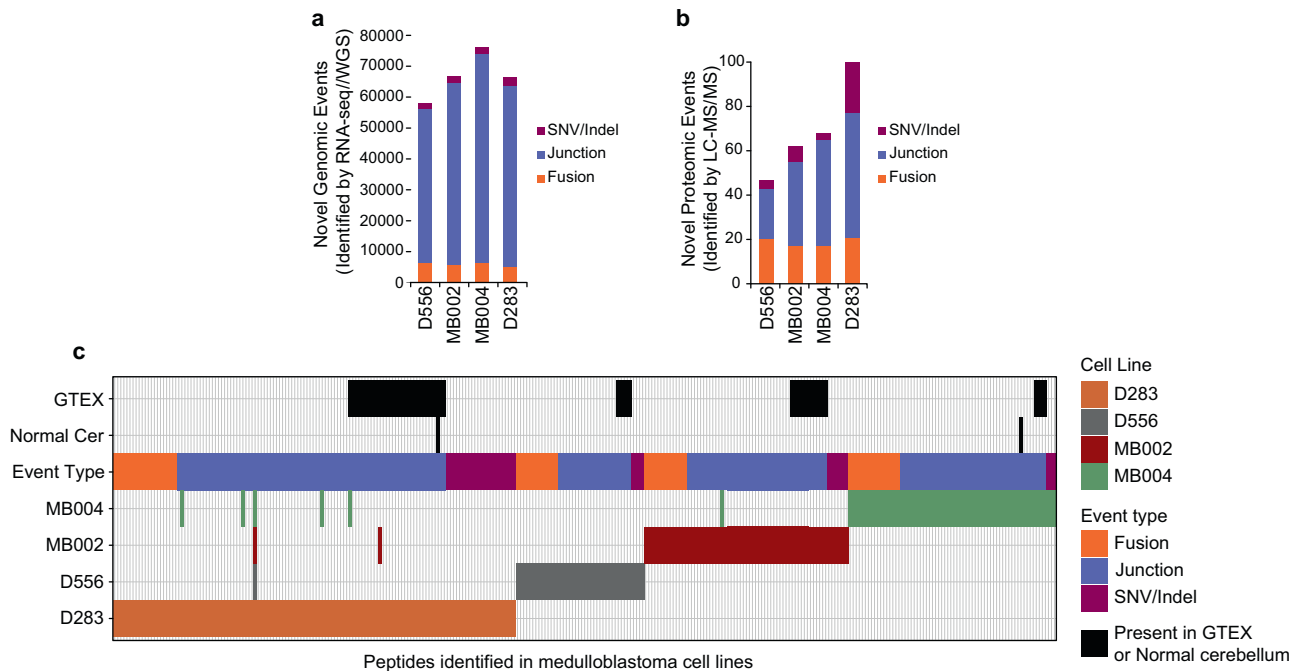 a
Novel Genomic Events
(Identified by RNA-seq//WGS)
80000
70000
60000
50000
40000
30000
20000
10000
0
D556
MB002
MB004
D283
SNV/Indel
Junction
Fusion
b
Novel Proteomic Events
(Identified by LC-MS/MS)
100
80
60
40
20
0
D556
MB002
MB004
D283
SNV/Indel
Junction
Fusion
c
GTEX
Normal Cer
Event Type
MB004
MB002
D556
D283
Peptides identified in medulloblastoma cell lines
Cell Line
D283
D556
MB002
MB004
Event type
Fusion
Junction
SNV/Indel
Present in GTEX
or Normal cerebellum